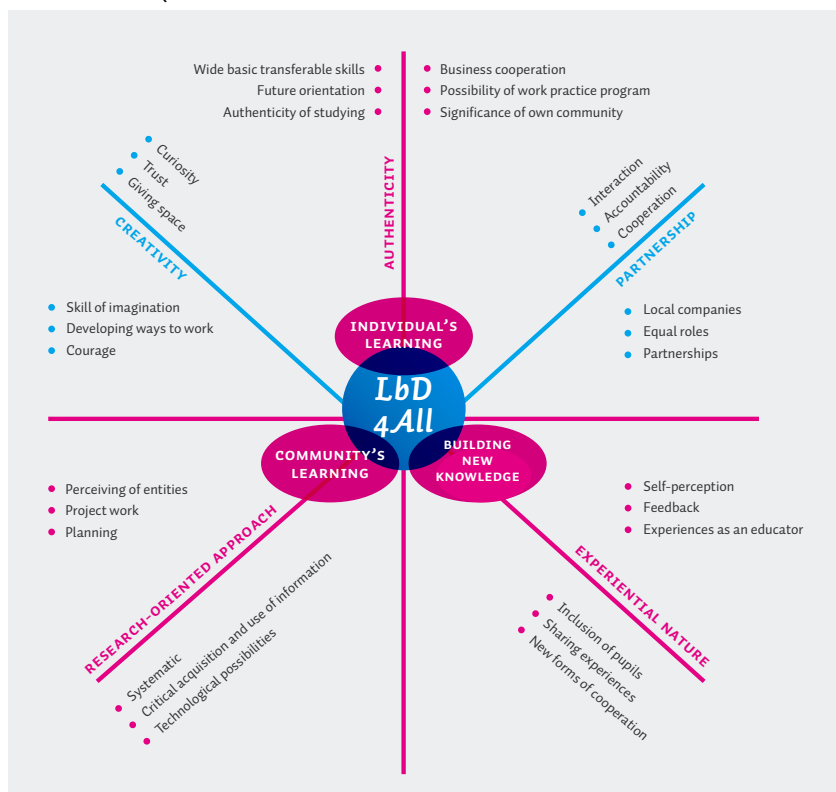 Wide basic transferable skills
Future orientation
Authenticity of studying
Business cooperation
Possibility of work practice program
Significance of own community
AUTHENTICITY
Curiosity
Trust
Giving space
CREATIVITY
Skill of imagination
Developing ways to work
Courage
Interaction
Accountability
Cooperation
PARTNERSHIP
Local companies
Equal roles
Partnerships
INDIVIDUAL'S
LEARNING
LbD
4All
COMMUNITY'S
LEARNING
BUILDING
NEW
KNOWLEDGE
Perceiving of entities
Project work
Planning
RESEARCH-ORIENTED APPROACH
Systematic
Critical acquisition and use of information
Technological possibilities
Self-perception
Feedback
Experiences as an educator
EXPERIENTIAL NATURE
Inclusion of pupils
Sharing experiences
New forms of cooperation